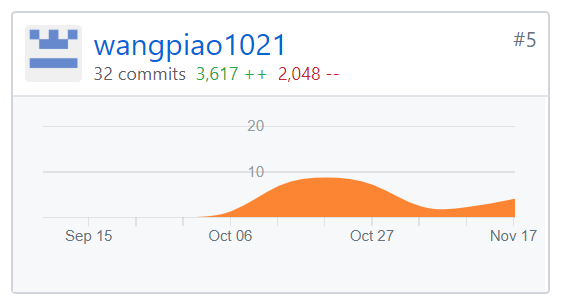 wangpiao1021
#5
32 commits 3,617 ++ 2,048 --
20
10
Sep 15 Oct 06 Oct 27 Nov 17